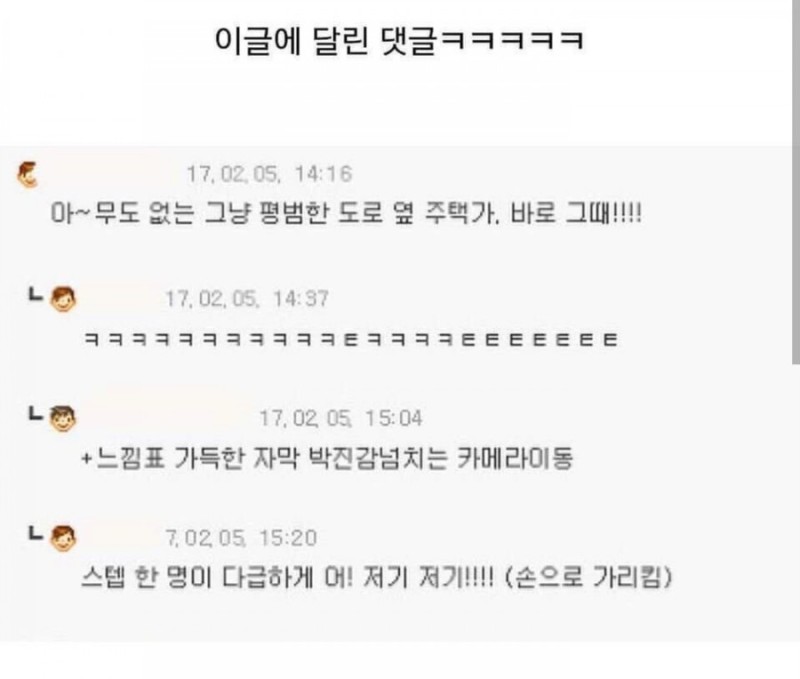 이글에 달린 댓글ㅋㅋㅋㅋㅋ
17.02.05. 14:16
아~무도 없는 그냥 평범한 도로 옆 주택가. 바로 그때!!!!
ㄴ 17.02.05. 14:37
ㅋㅋㅋㅋㅋㅋㅋㅋㅋㅋㅋㅌㅋㅋㅋㅋㅌㅌㅌㅌㅌㅌㅌ
ㄴ 17.02.05. 15:04
+느낌표 가득한 자막 박진감넘치는 카메라이동
ㄴ 7.02.05. 15:20
스텝 한 명이 다급하게 어! 저기 저기!!!! (손으로 가리킴)